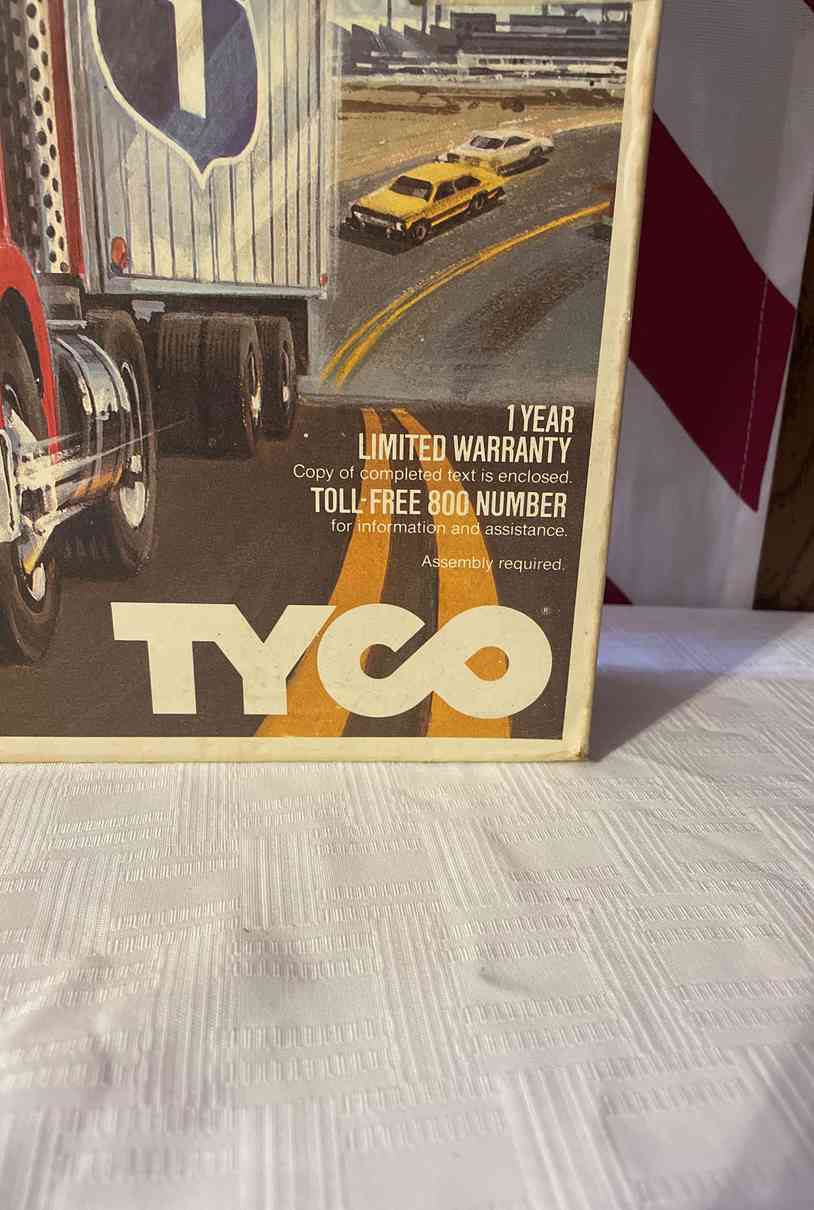 1
1 YEAR
LIMITED WARRANTY
Copy of completed text is enclosed.
TOLL-FREE 800 NUMBER
for information and assistance.
Assembly required.
TYCO®